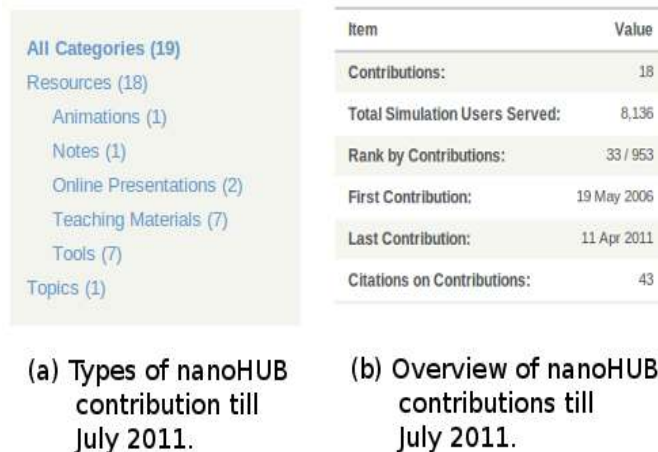 All Categories (19)
Resources (18)
Animations (1)
Notes (1)
Online Presentations (2)
Teaching Materials (7)
Tools (7)
Topics (1)
(a) Types of nanoHUB
contribution till
July 2011.
Item Value
Contributions: 18
Total Simulation Users Served: 8,136
Rank by Contributions: 33 / 953
First Contribution: 19 May 2006
Last Contribution: 11 Apr 2011
Citations on Contributions: 43
(b) Overview of nanoHUB
contributions till
July 2011.